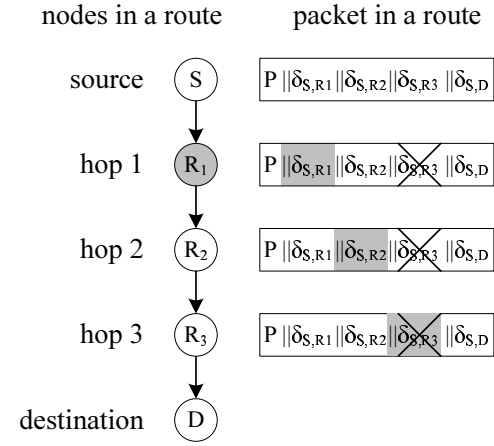 nodes in a route packet in a route
source S P ||δS,R1||δS,R2||δS,R3 ||δS,D
hop 1 R1 P ||δS,R1||δS,R2||δS,R3 ||δS,D
hop 2 R2 P ||δS,R1||δS,R2||δS,R3 ||δS,D
hop 3 R3 P ||δS,R1||δS,R2||δS,R3 ||δS,D
destination D